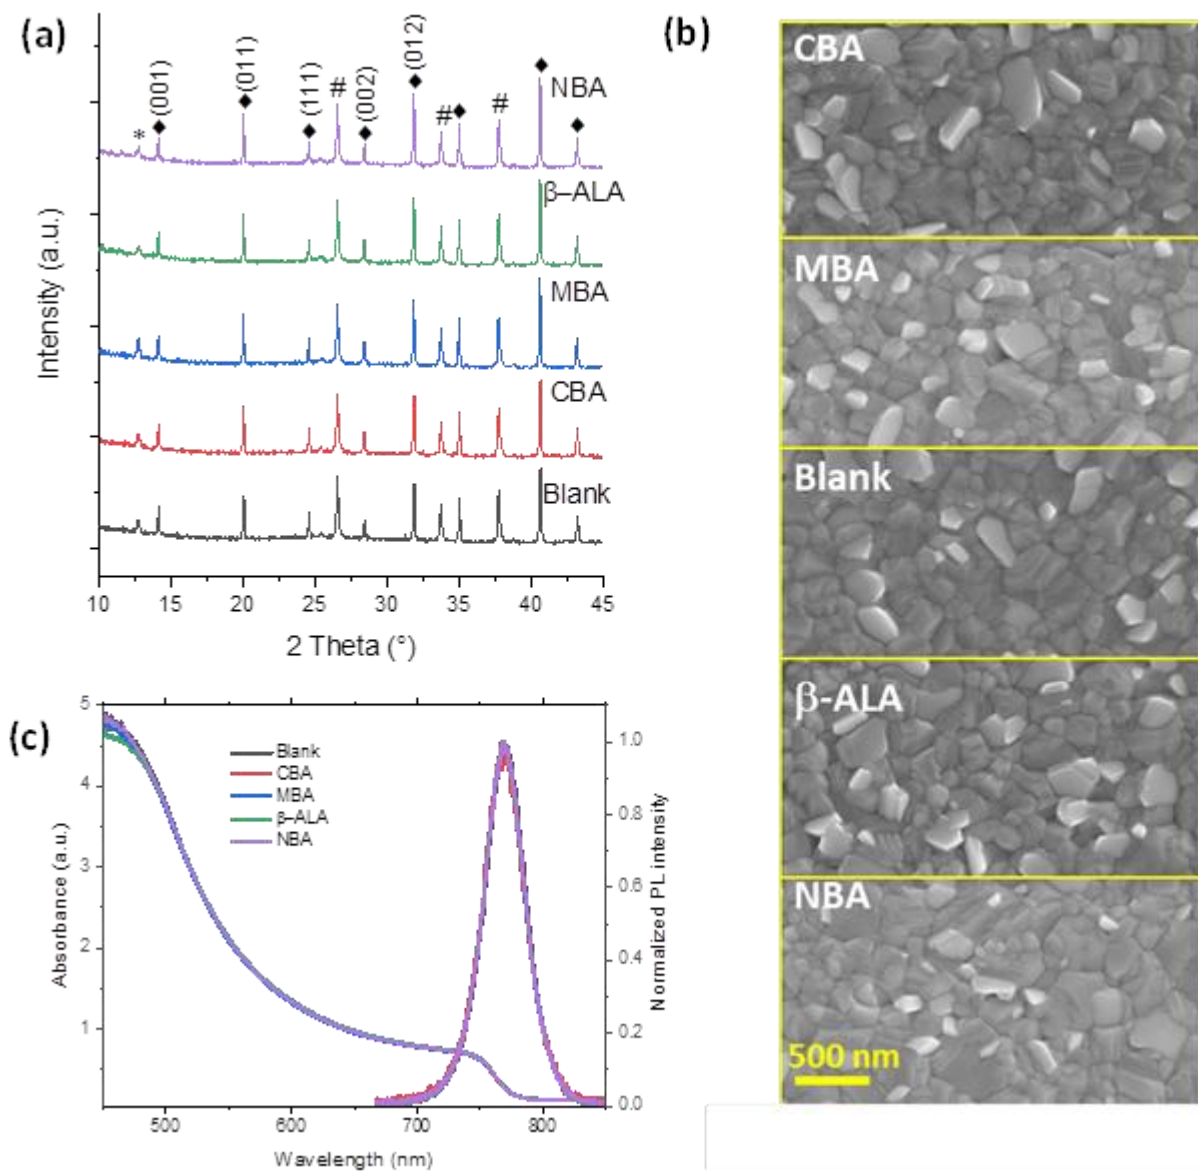 (a)
Intensity (a.u.)
* ◆ (001) ◆ (011) ◆ (111) # ◆ (002) ◆ (012) # ◆ # ◆ ◆
NBA
β–ALA
MBA
CBA
Blank
10 15 20 25 30 35 40 45
2 Theta (°)
(b)
CBA
MBA
Blank
β-ALA
NBA
500 nm
(c)
Absorbance (a.u.)
5
4
3
2
1
Blank
CBA
MBA
β–ALA
NBA
1.0
0.8
0.6
0.4
0.2
0.0
Normalized PL intensity
500 600 700 800
Wavelength (nm)